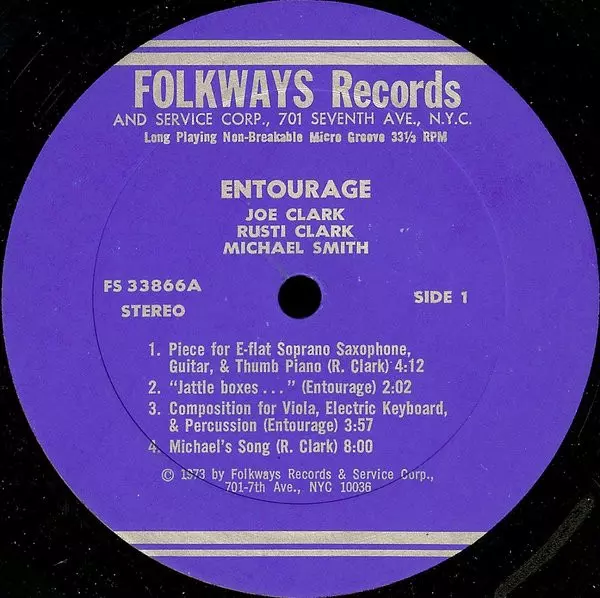 FOLKWAYS Records
AND SERVICE CORP., 701 SEVENTH AVE., N.Y.C.
Long Playing Non-Breakable Micro Groove 33⅓ RPM
ENTOURAGE
JOE CLARK
RUSTI CLARK
MICHAEL SMITH
FS 33866A
STEREO
SIDE 1
1. Piece for E-flat Soprano Saxophone,
Guitar, & Thumb Piano (R. Clark) 4:12
2. "Jattle boxes . . ." (Entourage) 2:02
3. Composition for Viola, Electric Keyboard,
& Percussion (Entourage) 3:57
4. Michael's Song (R. Clark) 8:00
© 1973 by Folkways Records & Service Corp.,
701-7th Ave., NYC 10036